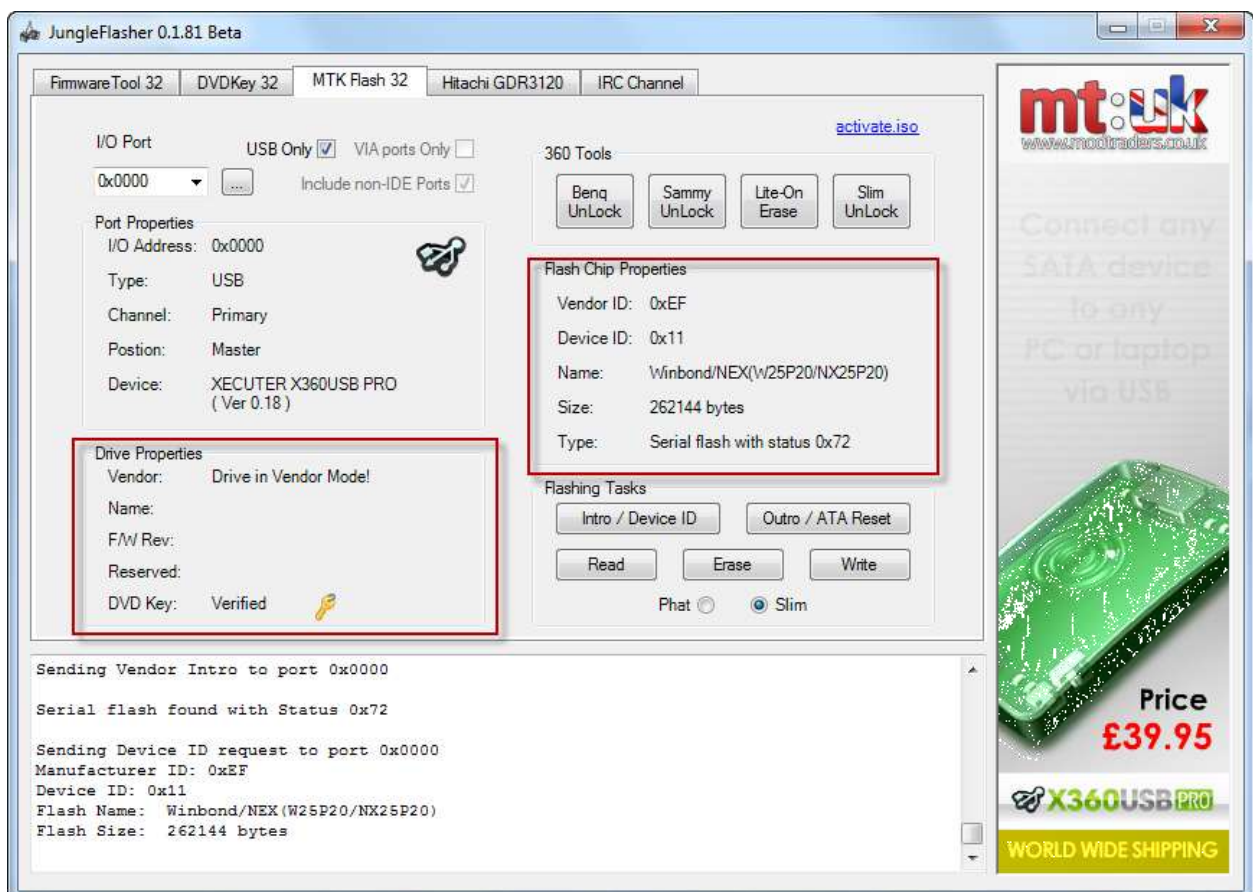 JungleFlasher 0.1.81 Beta
FirmwareTool 32 DVDKey 32 MTK Flash 32 Hitachi GDR3120 IRC Channel
I/O Port
USB Only VIA ports Only
0x0000 ... Include non-IDE Ports
Port Properties
I/O Address: 0x0000
Type: USB
Channel: Primary
Postion: Master
Device: XECUTER X360USB PRO
( Ver 0.18 )
Drive Properties
Vendor: Drive in Vendor Mode!
Name:
F/W Rev:
Reserved:
DVD Key: Verified
activate.iso
360 Tools
Benq UnLock
Sammy UnLock
Lite-On Erase
Slim UnLock
Flash Chip Properties
Vendor ID: 0xEF
Device ID: 0x11
Name: Winbond/NEX(W25P20/NX25P20)
Size: 262144 bytes
Type: Serial flash with status 0x72
Flashing Tasks
Intro / Device ID Outro / ATA Reset
Read Erase Write
Phat Slim
Sending Vendor Intro to port 0x0000
Serial flash found with Status 0x72
Sending Device ID request to port 0x0000
Manufacturer ID: 0xEF
Device ID: 0x11
Flash Name: Winbond/NEX(W25P20/NX25P20)
Flash Size: 262144 bytes
mt:uk
www.modtraders.co.uk
Connect any
SATA device
to any
PC or laptop
via USB
Price
£39.95
X360USB PRO
WORLD WIDE SHIPPING